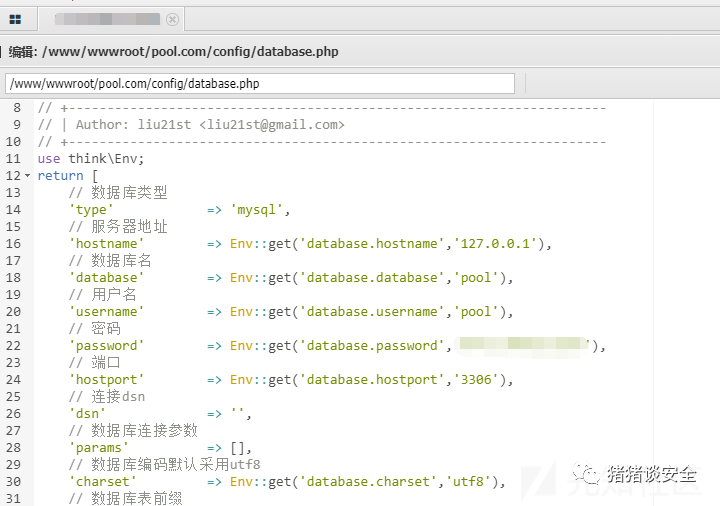 编辑: /www/wwwroot/pool.com/config/database.php
/www/wwwroot/pool.com/config/database.php
8 // +----------------------------------------------------------------------
9 // | Author: liu21st <liu21st@gmail.com>
10 // +----------------------------------------------------------------------
11 use think\Env;
12 return [
13 // 数据库类型
14 'type' => 'mysql',
15 // 服务器地址
16 'hostname' => Env::get('database.hostname','127.0.0.1'),
17 // 数据库名
18 'database' => Env::get('database.database','pool'),
19 // 用户名
20 'username' => Env::get('database.username','pool'),
21 // 密码
22 'password' => Env::get('database.password', '),
23 // 端口
24 'hostport' => Env::get('database.hostport','3306'),
25 // 连接dsn
26 'dsn' => '',
27 // 数据库连接参数
28 'params' => [],
29 // 数据库编码默认采用utf8
30 'charset' => Env::get('database.charset','utf8'),
31 // 数据库表前缀
猪猪谈安全
先知社区